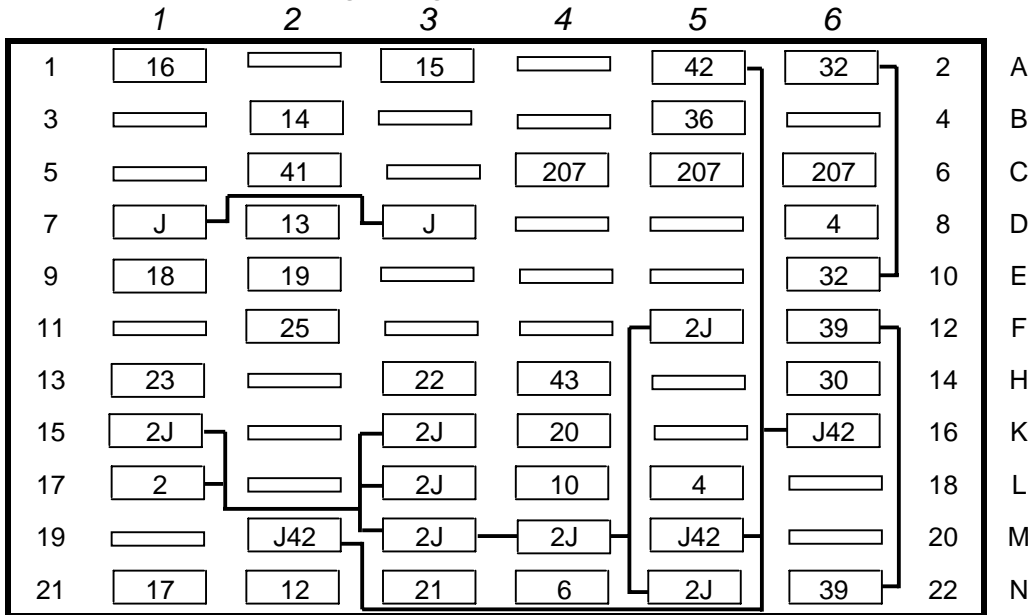 1 2 3 4 5 6
1 16 15 42 32 2 A
3 14 36 4 B
5 41 207 207 207 6 C
7 J 13 J 4 8 D
9 18 19 32 10 E
11 25 2J 39 12 F
13 23 22 43 30 14 H
15 2J 2J 20 J42 16 K
17 2 2J 10 4 18 L
19 J42 2J 2J J42 20 M
21 17 12 21 6 2J 39 22 N